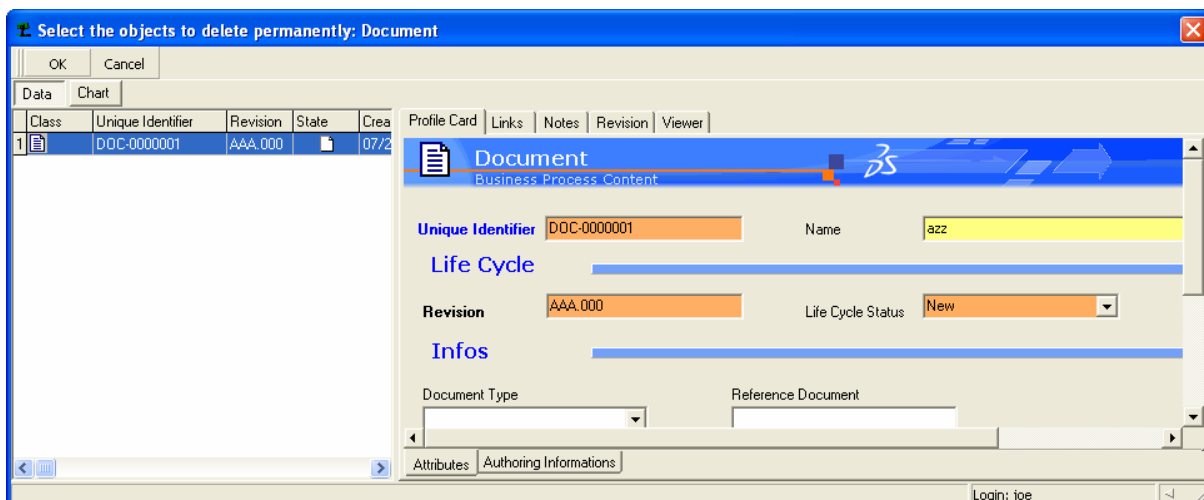 Select the objects to delete permanently: Document
OK Cancel
Data Chart
Class Unique Identifier Revision State Crea
1 DOC-0000001 AAA.000 07/2
Profile Card Links Notes Revision Viewer
Document
Business Process Content
Unique Identifier DOC-0000001 Name azz
Life Cycle
Revision AAA.000 Life Cycle Status New
Infos
Document Type Reference Document
Attributes Authoring Informations
Login: joe